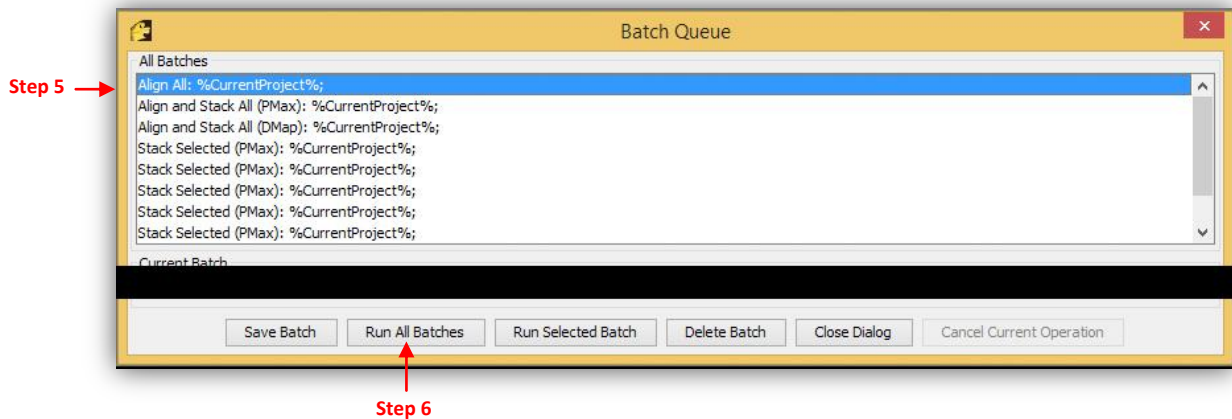 Batch Queue
All Batches
Step 5
Align All: %CurrentProject%;
Align and Stack All (PMax): %CurrentProject%;
Align and Stack All (DMap): %CurrentProject%;
Stack Selected (PMax): %CurrentProject%;
Stack Selected (PMax): %CurrentProject%;
Stack Selected (PMax): %CurrentProject%;
Stack Selected (PMax): %CurrentProject%;
Stack Selected (PMax): %CurrentProject%;
Current Batch
Save Batch Run All Batches Run Selected Batch Delete Batch Close Dialog Cancel Current Operation
Step 6